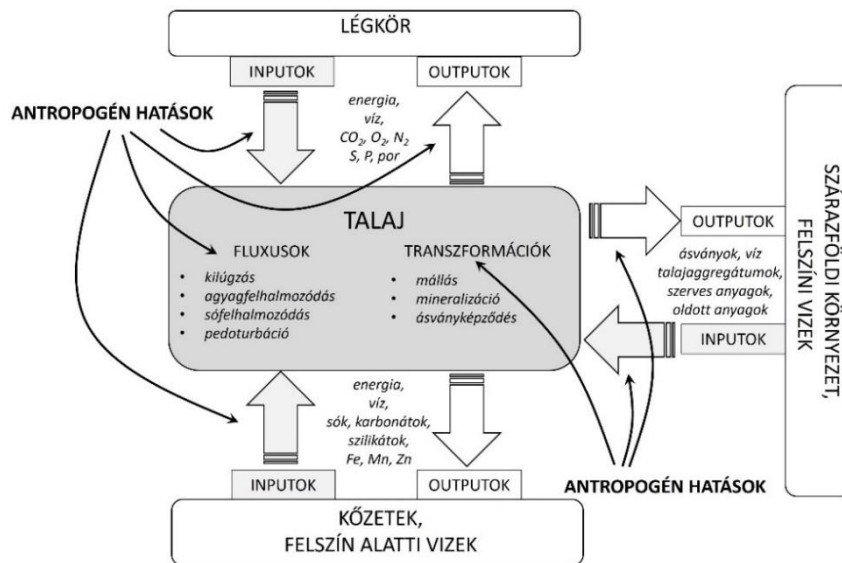 LÉGKÖR
INPUTOK
OUTPUTOK
ANTROPOGÉN HATÁSOK
energia,
víz,
CO₂, O₂, N₂
S, P, por
TALAJ
FLUXUSOK
• kilúgzás
• agyagfelhalmozódás
• sófelhalmozódás
• pedoturbáció
TRANSZFORMÁCIÓK
• mállás
• mineralizáció
• ásványképződés
OUTPUTOK
ásványok, víz
talajaggregátumok,
szerves anyagok,
oldott anyagok
INPUTOK
SZÁRAZFÖLDI KÖRNYEZET,
FELSZÍNI VIZEK
energia,
víz,
sók, karbonátok,
szilikátok,
Fe, Mn, Zn
INPUTOK
OUTPUTOK
ANTROPOGÉN HATÁSOK
KŐZETEK,
FELSZÍN ALATTI VIZEK